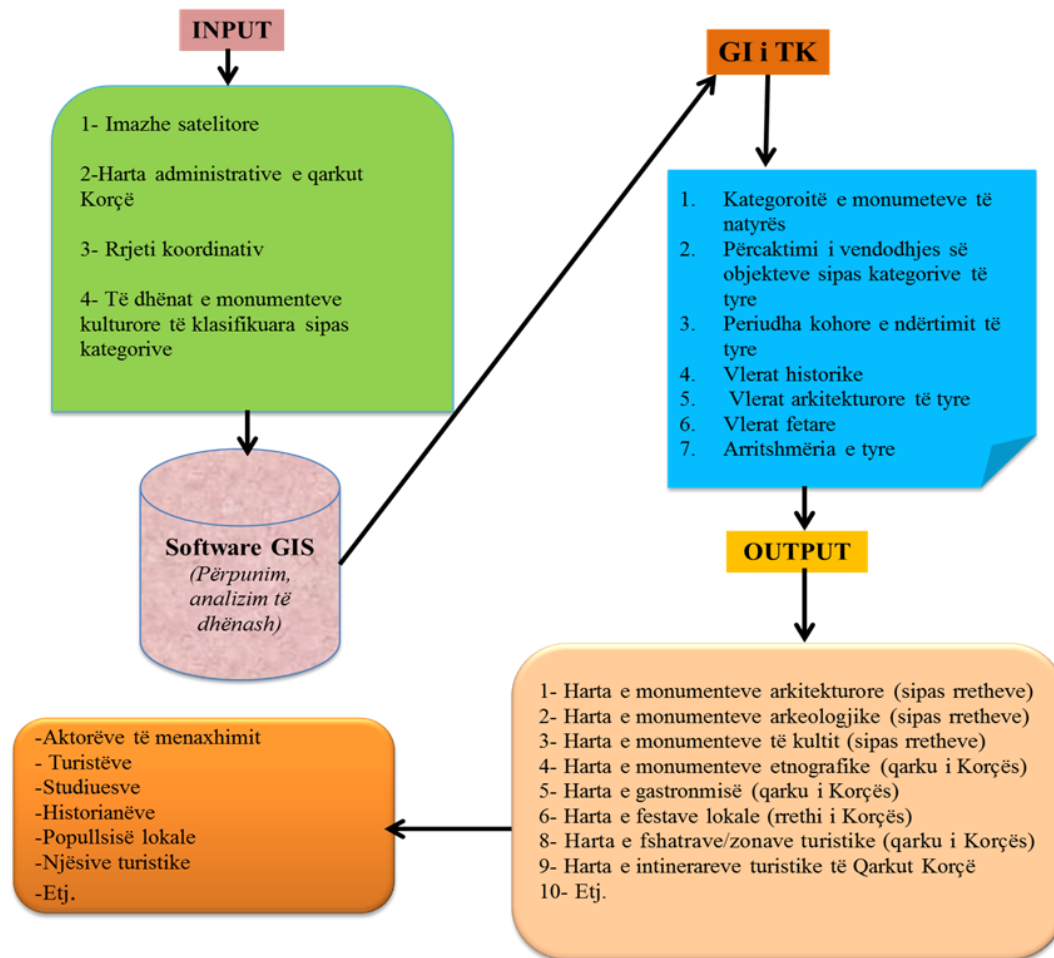 INPUT
1- Imazhe satelitore
2-Harta administrative e qarkut
Korçë
3- Rrjeti koordinativ
4- Të dhënat e monumenteve
kulturore të klasifikuara sipas
kategorive
Software GIS
(Përpunim,
analizim të
dhënash)
GI i TK
1. Kategoroitë e monumeteve të
natyrës
2. Përcaktimi i vendodhjes së
objekteve sipas kategorive të
tyre
3. Periudha kohore e ndërtimit të
tyre
4. Vlerat historike
5. Vlerat arkitekturore të tyre
6. Vlerat fetare
7. Arritshmëria e tyre
OUTPUT
1- Harta e monumenteve arkitekturore (sipas rretheve)
2- Harta e monumenteve arkeologjike (sipas rretheve)
3- Harta e monumenteve të kultit (sipas rretheve)
4- Harta e monumenteve etnografike (qarku i Korçës)
5- Harta e gastronmisë (qarku i Korçës)
6- Harta e festave lokale (rrethi i Korçës)
8- Harta e fshatrave/zonave turistike (qarku i Korçës)
9- Harta e intinerareve turistike të Qarkut Korçë
10- Etj.
-Aktorëve të menaxhimit
- Turistëve
-Studiuesve
-Historianëve
-Popullsisë lokale
-Njësive turistike
-Etj.